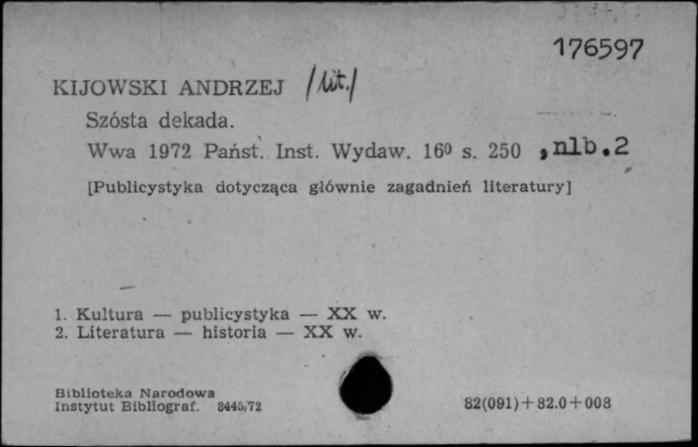 176597
KIJOWSKI ANDRZEJ /lit./
Szósta dekada.
Wwa 1972 Państ. Inst. Wydaw. 16⁰ s. 250 , nlb. 2
[Publicystyka dotycząca głównie zagadnień literatury]
1. Kultura — publicystyka — XX w.
2. Literatura — historia — XX w.
Biblioteka Narodowa
Instytut Bibliograf. 8445/72
82(091)+82.0+008